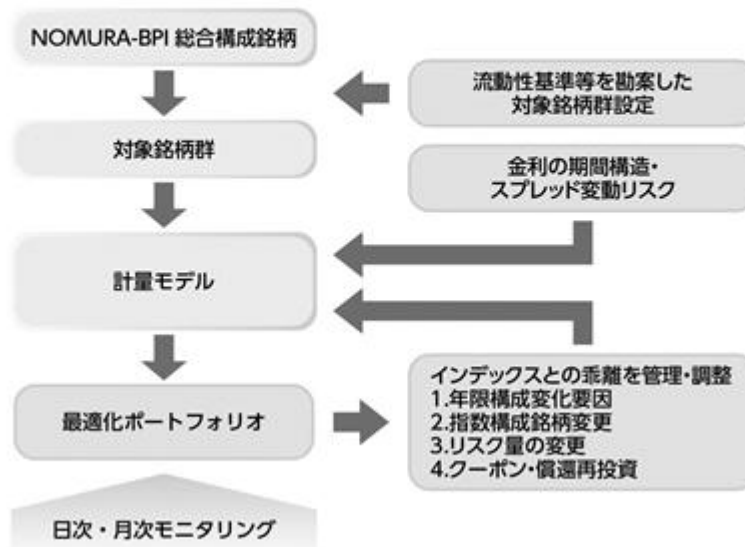 NOMURA-BPI 総合構成銘柄
流動性基準等を勘案した
対象銘柄群設定
対象銘柄群
金利の期間構造・
スプレッド変動リスク
計量モデル
最適化ポートフォリオ
インデックスとの乖離を管理・調整
1.年限構成変化要因
2.指数構成銘柄変更
3.リスク量の変更
4.クーポン・償還再投資
日次・月次モニタリング